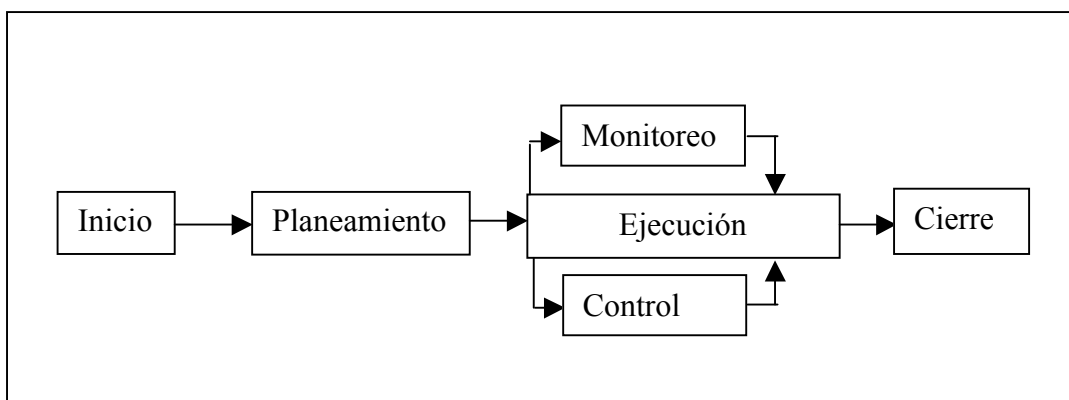 Monitoreo
Inicio
Planeamiento
Ejecución
Cierre
Control